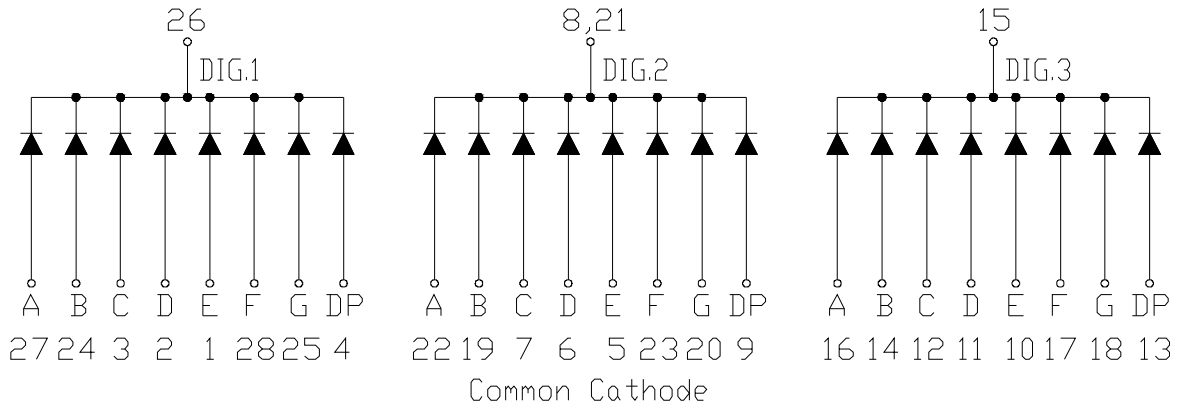 26 8,21 15
DIG.1 DIG.2 DIG.3
A B C D E F G DP A B C D E F G DP A B C D E F G DP
27 24 3 2 1 28 25 4 22 19 7 6 5 23 20 9 16 14 12 11 10 17 18 13
Common Cathode